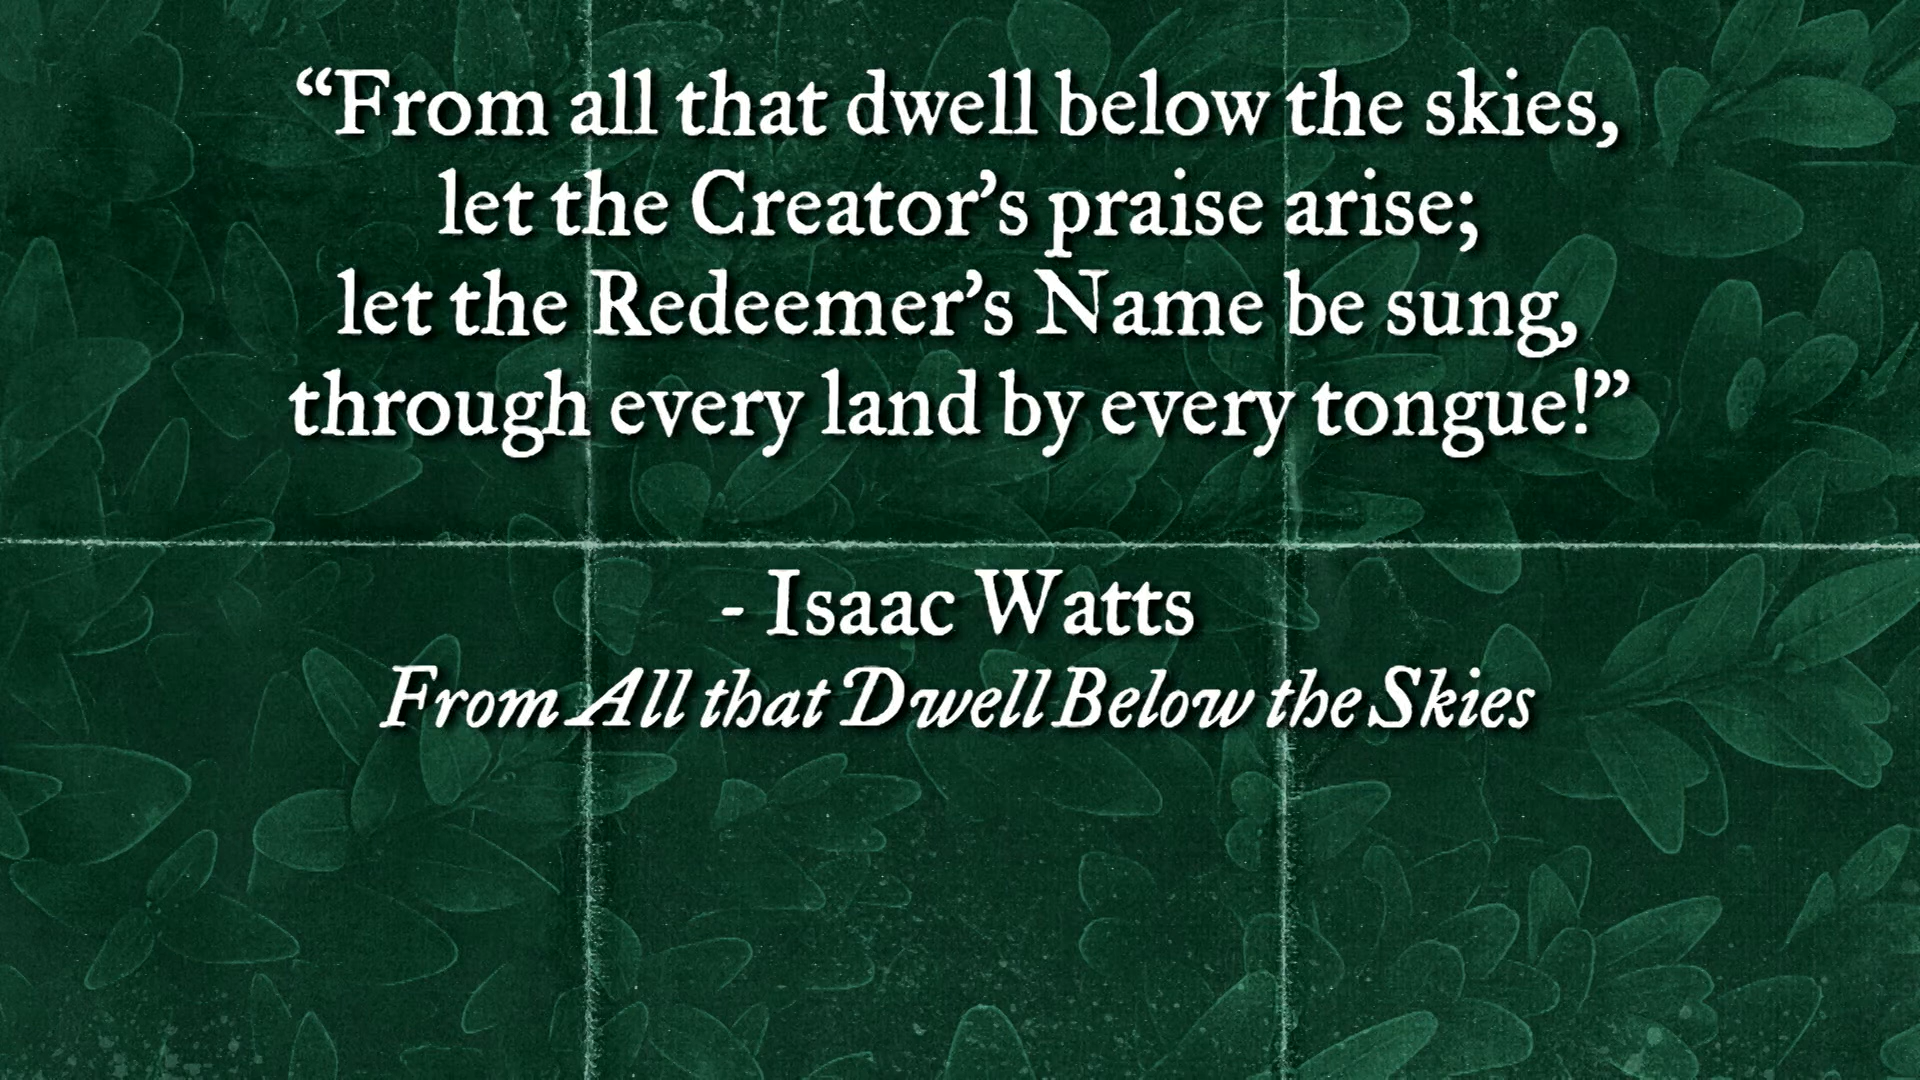 “From all that dwell below the skies,
let the Creator’s praise arise;
let the Redeemer’s Name be sung,
through every land by every tongue!”
- Isaac Watts
From All that Dwell Below the Skies